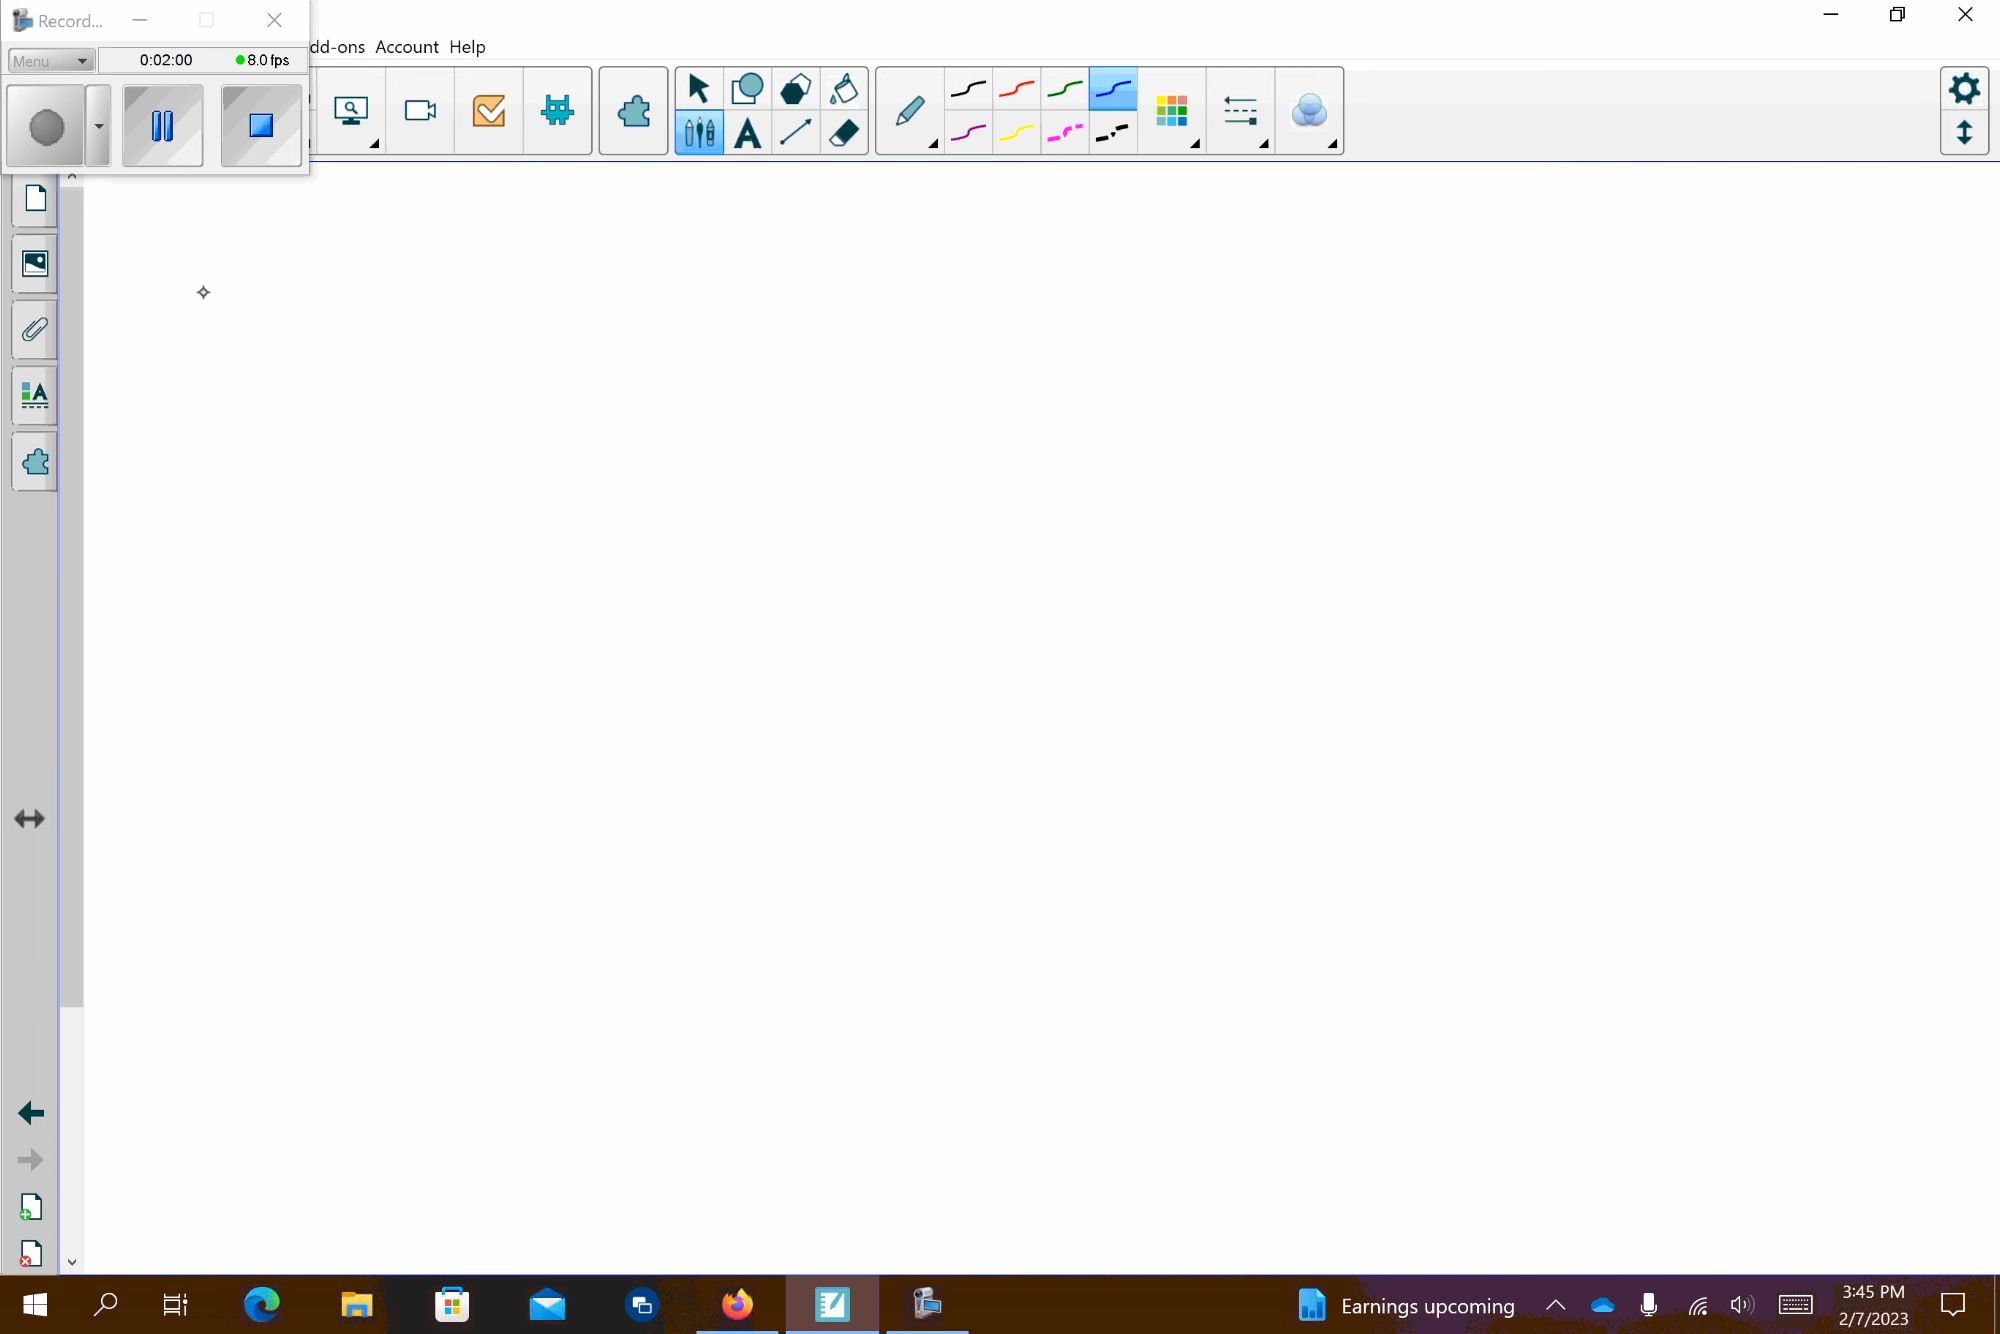 Record...
dd-ons Account Help
Menu 0:02:00 8.0 fps
A
A
Earnings upcoming
3:45 PM
2/7/2023